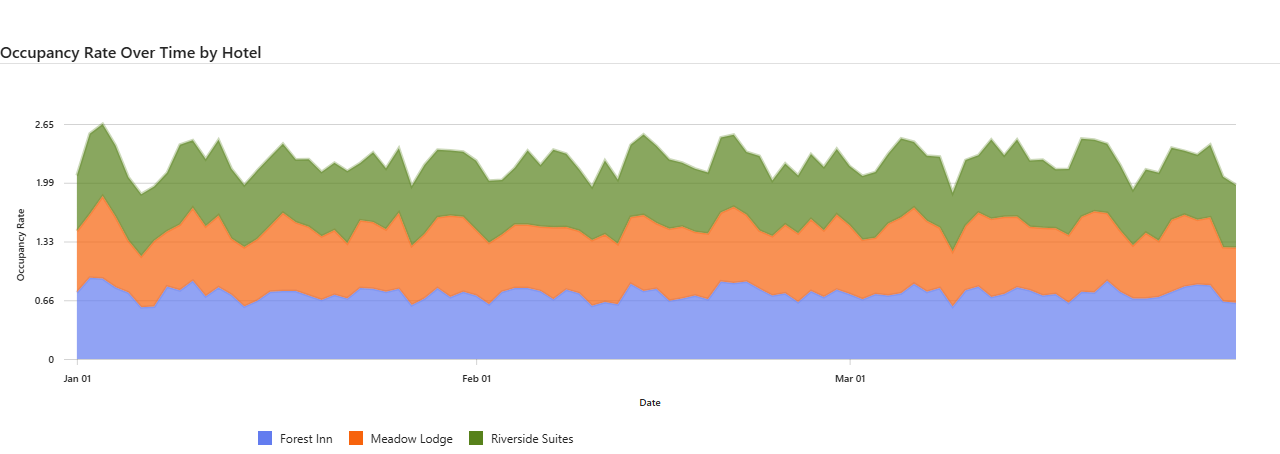 Occupancy Rate Over Time by Hotel
2.65
1.99
1.33
0.66
0
Occupancy Rate
Jan 01
Feb 01
Mar 01
Date
Forest Inn
Meadow Lodge
Riverside Suites